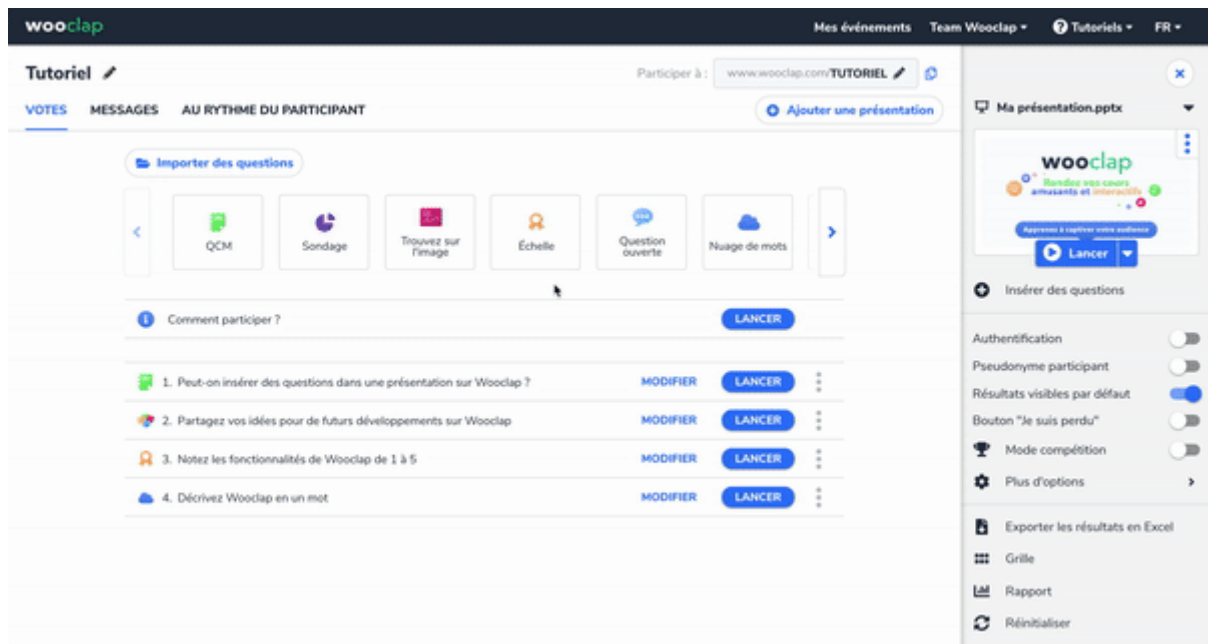 wooclap
Mes événements Team Wooclap Tutoriels FR
Tutoriel
Participer à : www.wooclap.com/TUTORIEL
VOTES MESSAGES AU RYTHME DU PARTICIPANT
Ajouter une présentation
Importer des questions
QCM
Sondage
Trouvez sur
l'image
Échelle
Question
ouverte
Nuage de mots
Comment participer ? LANCER
1. Peut-on insérer des questions dans une présentation sur Wooclap ? MODIFIER LANCER
2. Partagez vos idées pour de futurs développements sur Wooclap MODIFIER LANCER
3. Notez les fonctionnalités de Wooclap de 1 à 5 MODIFIER LANCER
4. Décrivez Wooclap en un mot MODIFIER LANCER
Ma présentation.pptx
wooclap
Rendez vos cours
amusants et interactifs
Apprenez à captiver votre audience
Lancer
Insérer des questions
Authentification
Pseudonyme participant
Résultats visibles par défaut
Bouton "Je suis perdu"
Mode compétition
Plus d'options
Exporter les résultats en Excel
Grille
Rapport
Réinitialiser